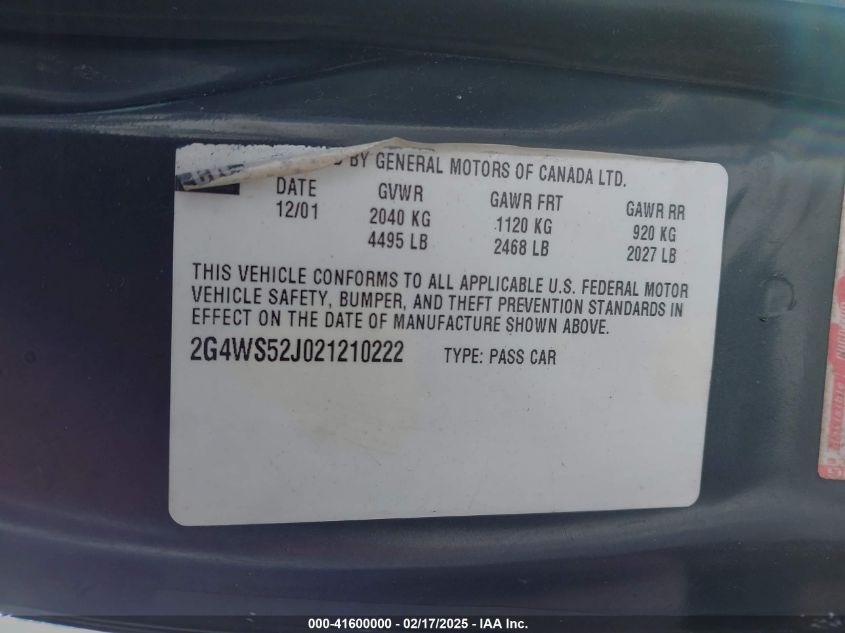 BY GENERAL MOTORS OF CANADA LTD.
DATE GVWR GAWR FRT GAWR RR
12/01 2040 KG 1120 KG 920 KG
4495 LB 2468 LB 2027 LB
THIS VEHICLE CONFORMS TO ALL APPLICABLE U.S. FEDERAL MOTOR
VEHICLE SAFETY, BUMPER, AND THEFT PREVENTION STANDARDS IN
EFFECT ON THE DATE OF MANUFACTURE SHOWN ABOVE.
2G4WS52J021210222 TYPE: PASS CAR
000-41600000 - 02/17/2025 - IAA Inc.